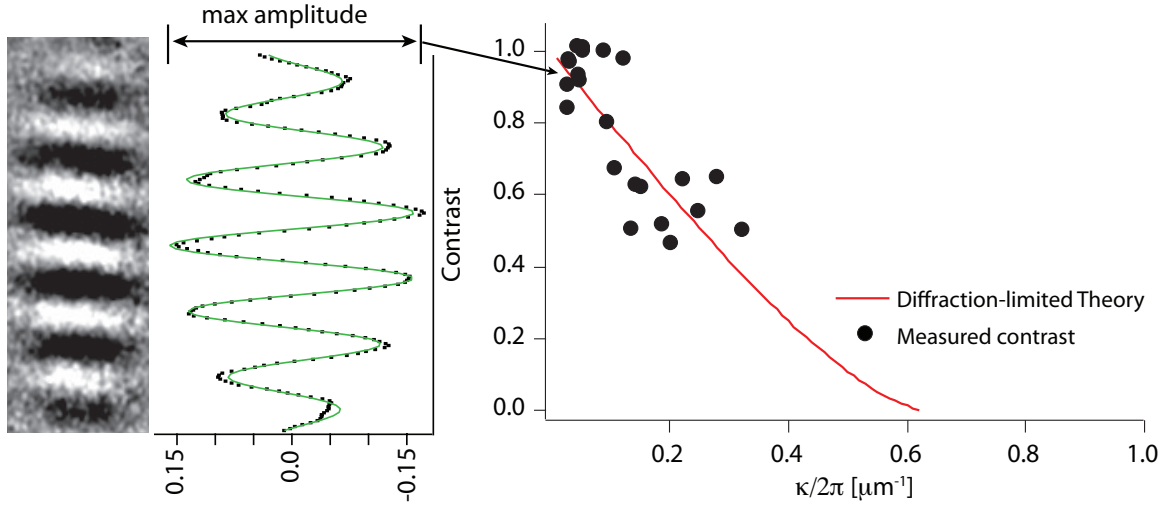 max amplitude
0.15
0.0
-0.15
Contrast
1.0
0.8
0.6
0.4
0.2
0.0
Diffraction-limited Theory
Measured contrast
0.2
0.4
0.6
0.8
1.0
κ/2π [μm⁻¹]